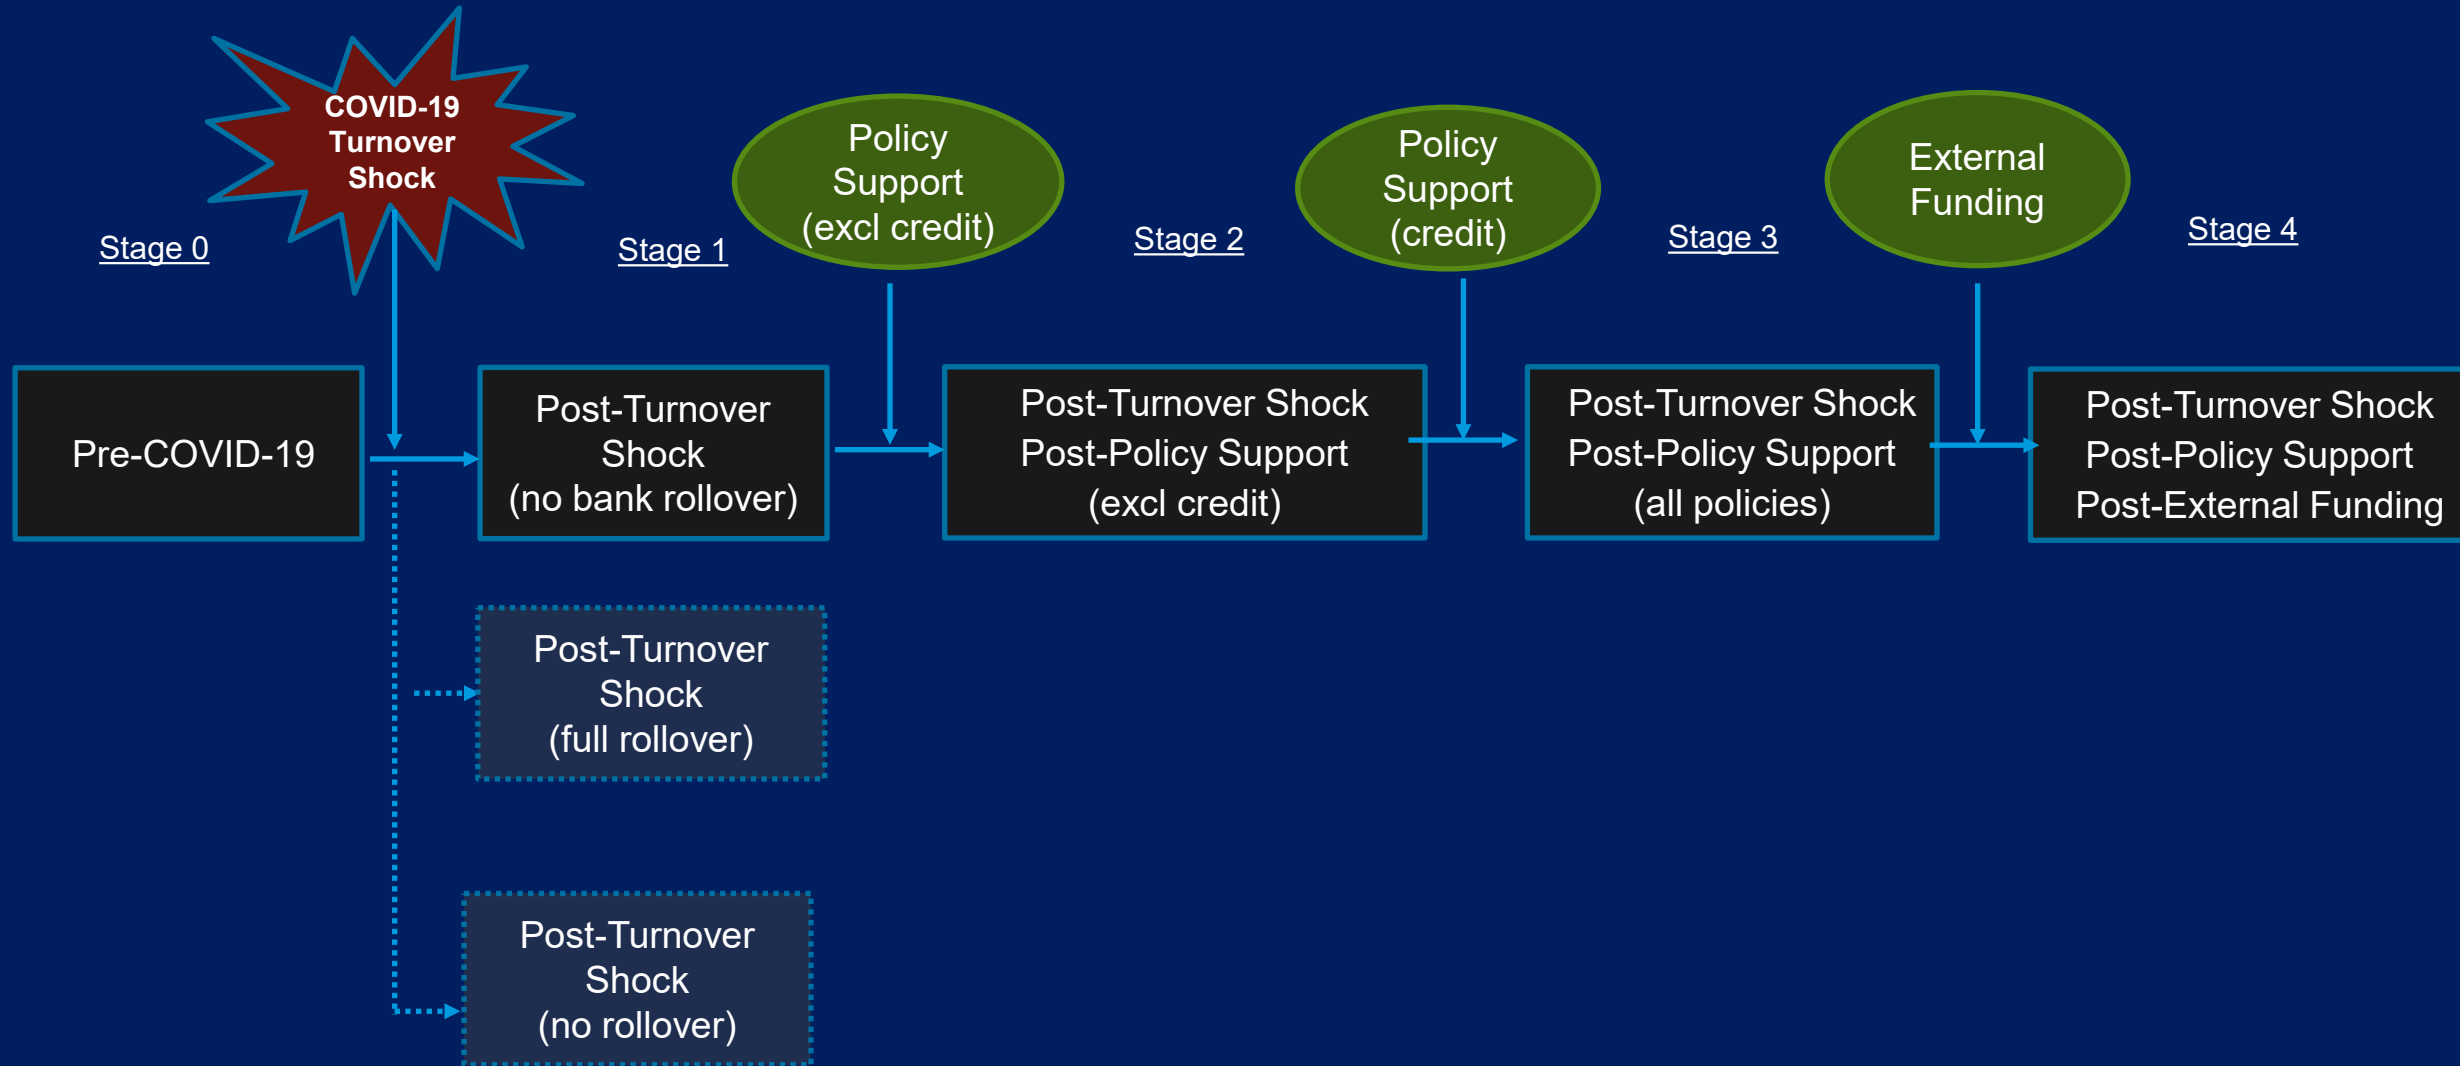 COVID-19
Turnover
Shock
Policy
Support
(excl credit)
Policy
Support
(credit)
External
Funding
Stage 0
Stage 1
Stage 2
Stage 3
Stage 4
Pre-COVID-19
Post-Turnover
Shock
(no bank rollover)
Post-Turnover Shock
Post-Policy Support
(excl credit)
Post-Turnover Shock
Post-Policy Support
(all policies)
Post-Turnover Shock
Post-Policy Support
Post-External Funding
Post-Turnover
Shock
(full rollover)
Post-Turnover
Shock
(no rollover)